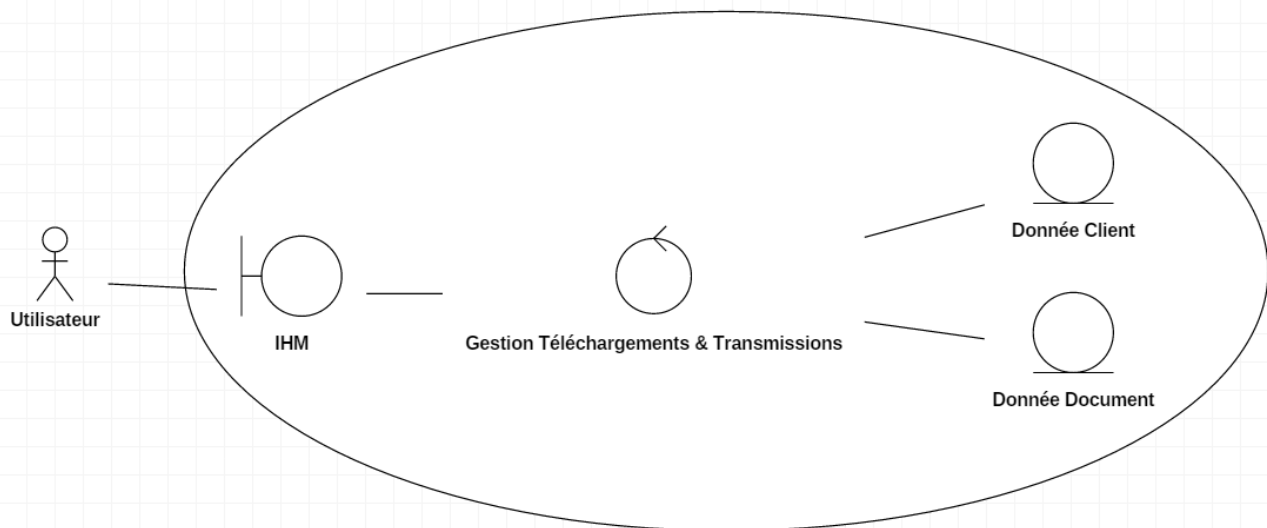 Utilisateur
IHM
Gestion Téléchargements & Transmissions
Donnée Client
Donnée Document